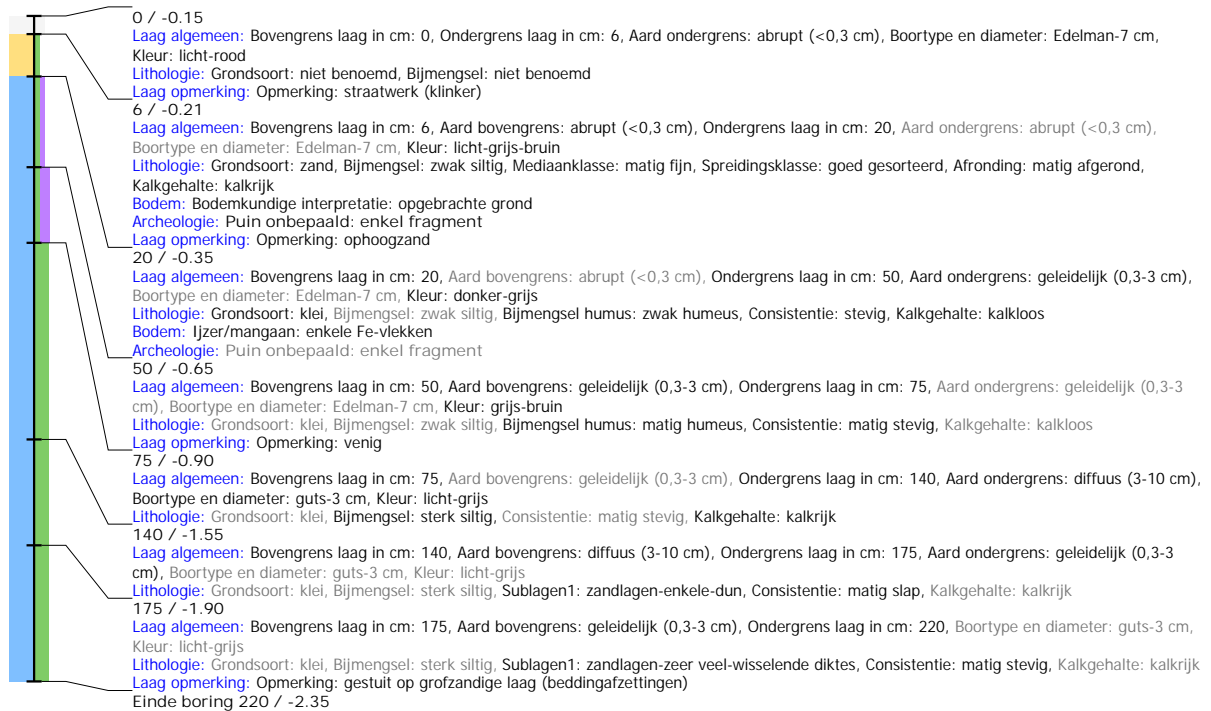 0 / -0.15
Laag algemeen: Bovengrens laag in cm: 0, Ondergrens laag in cm: 6, Aard ondergrens: abrupt (<0,3 cm), Boortype en diameter: Edelman-7 cm,
Kleur: licht-rood
Lithologie: Grondsoort: niet benoemd, Bijmengsel: niet benoemd
Laag opmerking: Opmerking: straatwerk (klinker)
6 / -0.21
Laag algemeen: Bovengrens laag in cm: 6, Aard bovengrens: abrupt (<0,3 cm), Ondergrens laag in cm: 20, Aard ondergrens: abrupt (<0,3 cm),
Boortype en diameter: Edelman-7 cm, Kleur: licht-grijs-bruin
Lithologie: Grondsoort: zand, Bijmengsel: zwak siltig, Mediaanklasse: matig fijn, Spreidingsklasse: goed gesorteerd, Afronding: matig afgerond,
Kalkgehalte: kalkrijk
Bodem: Bodemkundige interpretatie: opgebrachte grond
Archeologie: Puin onbepaald: enkel fragment
Laag opmerking: Opmerking: ophoogzand
20 / -0.35
Laag algemeen: Bovengrens laag in cm: 20, Aard bovengrens: abrupt (<0,3 cm), Ondergrens laag in cm: 50, Aard ondergrens: geleidelijk (0,3-3 cm),
Boortype en diameter: Edelman-7 cm, Kleur: donker-grijs
Lithologie: Grondsoort: klei, Bijmengsel: zwak siltig, Bijmengsel humus: zwak humeus, Consistentie: stevig, Kalkgehalte: kalkloos
Bodem: Ijzer/mangaan: enkele Fe-vlekken
Archeologie: Puin onbepaald: enkel fragment
50 / -0.65
Laag algemeen: Bovengrens laag in cm: 50, Aard bovengrens: geleidelijk (0,3-3 cm), Ondergrens laag in cm: 75, Aard ondergrens: geleidelijk (0,3-3
cm), Boortype en diameter: Edelman-7 cm, Kleur: grijs-bruin
Lithologie: Grondsoort: klei, Bijmengsel: zwak siltig, Bijmengsel humus: matig humeus, Consistentie: matig stevig, Kalkgehalte: kalkloos
Laag opmerking: Opmerking: venig
75 / -0.90
Laag algemeen: Bovengrens laag in cm: 75, Aard bovengrens: geleidelijk (0,3-3 cm), Ondergrens laag in cm: 140, Aard ondergrens: diffuus (3-10 cm),
Boortype en diameter: guts-3 cm, Kleur: licht-grijs
Lithologie: Grondsoort: klei, Bijmengsel: sterk siltig, Consistentie: matig stevig, Kalkgehalte: kalkrijk
140 / -1.55
Laag algemeen: Bovengrens laag in cm: 140, Aard bovengrens: diffuus (3-10 cm), Ondergrens laag in cm: 175, Aard ondergrens: geleidelijk (0,3-3
cm), Boortype en diameter: guts-3 cm, Kleur: licht-grijs
Lithologie: Grondsoort: klei, Bijmengsel: sterk siltig, Sublagen1: zandlagen-enkele-dun, Consistentie: matig slap, Kalkgehalte: kalkrijk
175 / -1.90
Laag algemeen: Bovengrens laag in cm: 175, Aard bovengrens: geleidelijk (0,3-3 cm), Ondergrens laag in cm: 220, Boortype en diameter: guts-3 cm,
Kleur: licht-grijs
Lithologie: Grondsoort: klei, Bijmengsel: sterk siltig, Sublagen1: zandlagen-zeer veel-wisselende diktes, Consistentie: matig stevig, Kalkgehalte: kalkrijk
Laag opmerking: Opmerking: gestuit op grofzandige laag (beddingafzettingen)
Einde boring 220 / -2.35